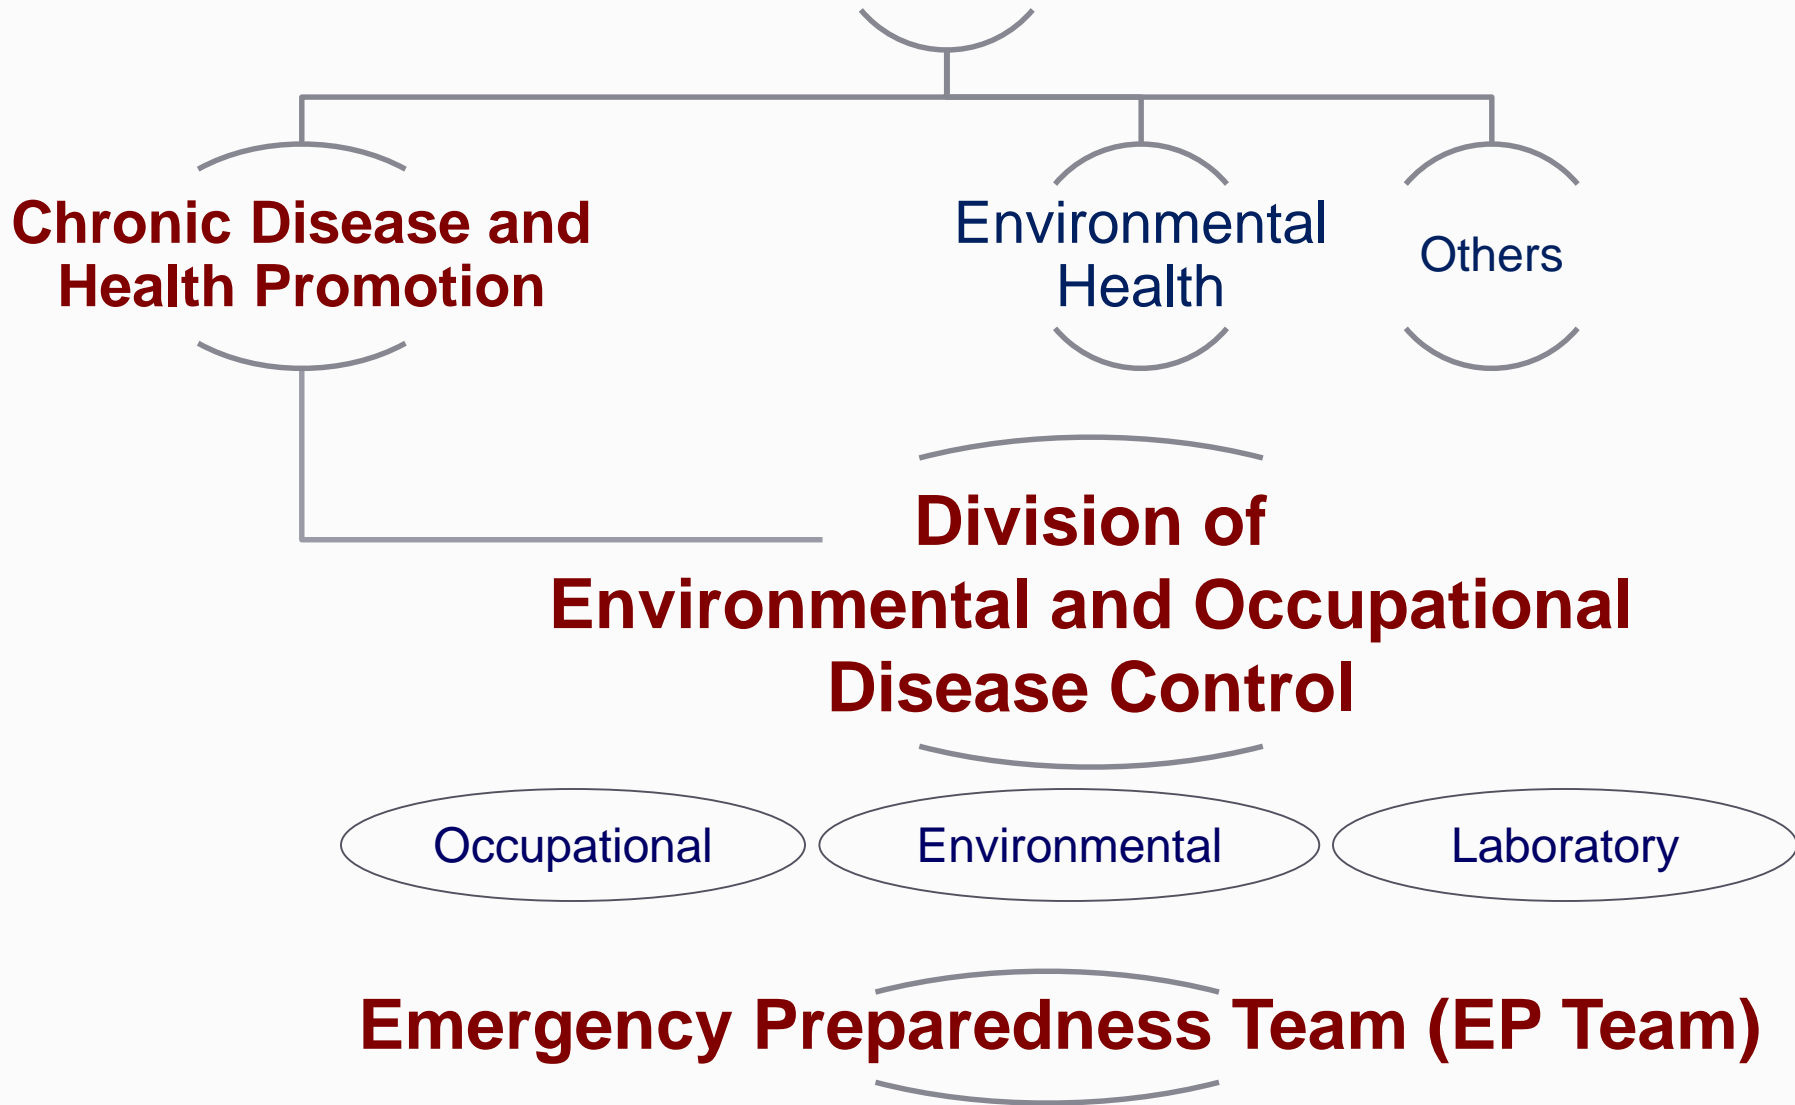 Chronic Disease and
Health Promotion
Environmental
Health
Others
Division of
Environmental and Occupational
Disease Control
Occupational
Environmental
Laboratory
Emergency Preparedness Team (EP Team)